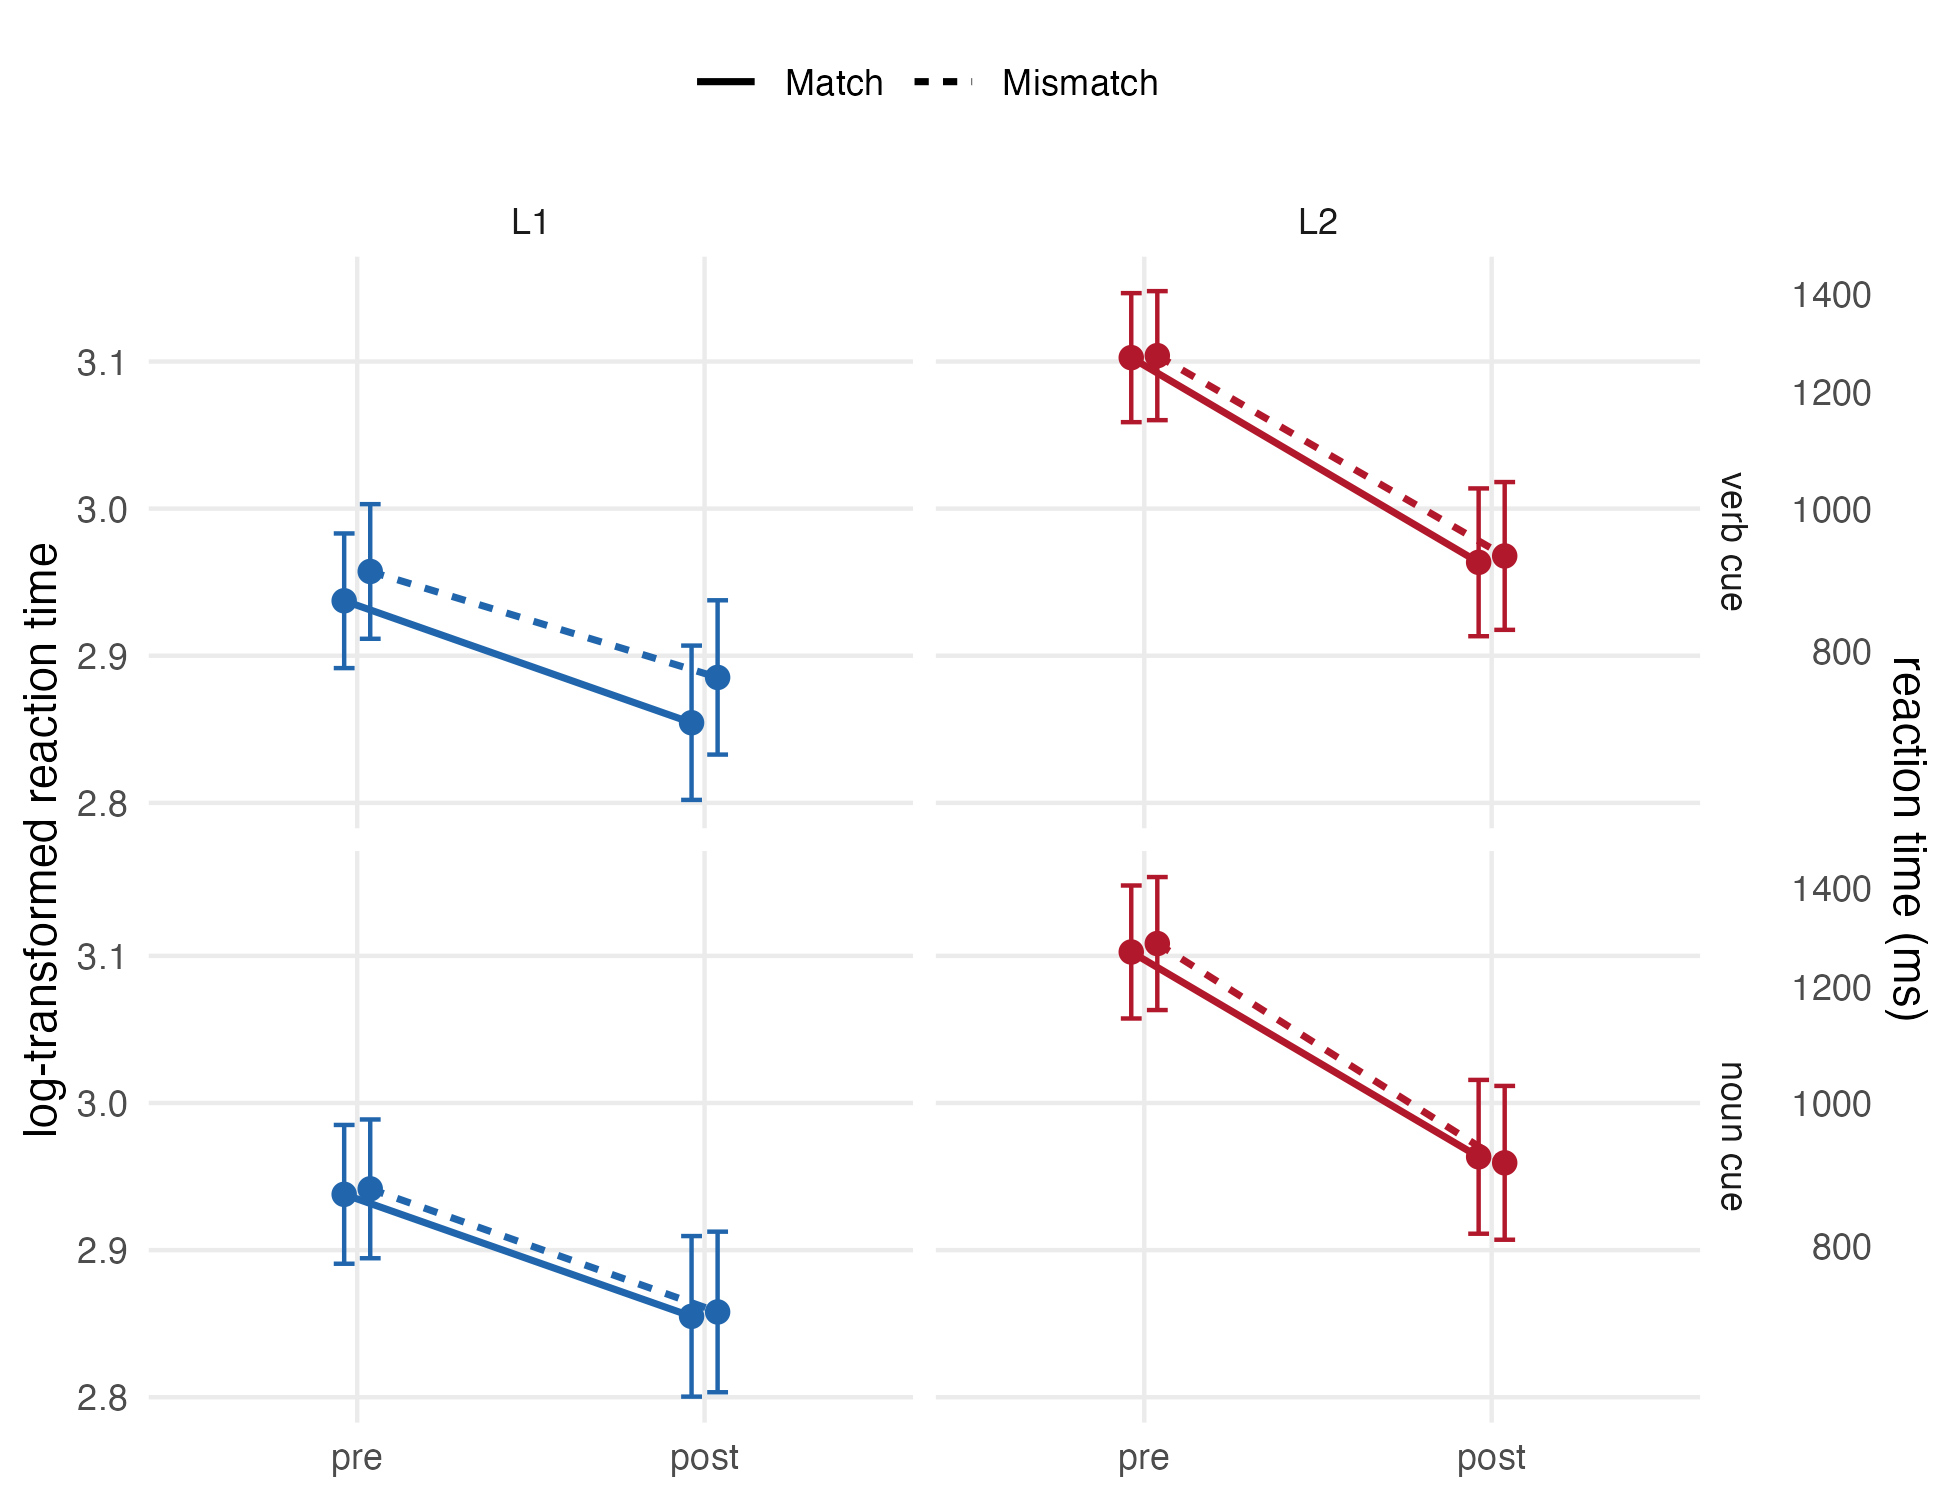 Match Mismatch
L1 L2
log-transformed reaction time
3.1
3.0
2.9
2.8
verb cue
1400
1200
1000
800
3.1
3.0
2.9
2.8
noun cue
1400
1200
1000
800
reaction time (ms)
pre post pre post